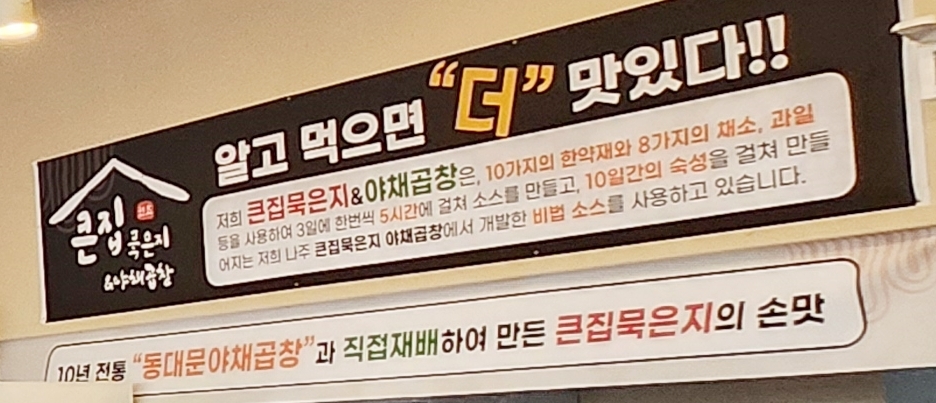 알고 먹으면 “더” 맛있다!!
큰집
묵은지
&야채곱창
저희 큰집묵은지&야채곱창은, 10가지의 한약재와 8가지의 채소, 과일
등을 사용하여 3일에 한번씩 5시간에 걸쳐 소스를 만들고, 10일간의 숙성을 걸쳐 만들
어지는 저희 나주 큰집묵은지 야채곱창에서 개발한 비법 소스를 사용하고 있습니다.
10년 전통 “동대문야채곱창”과 직접재배하여 만든 큰집묵은지의 손맛